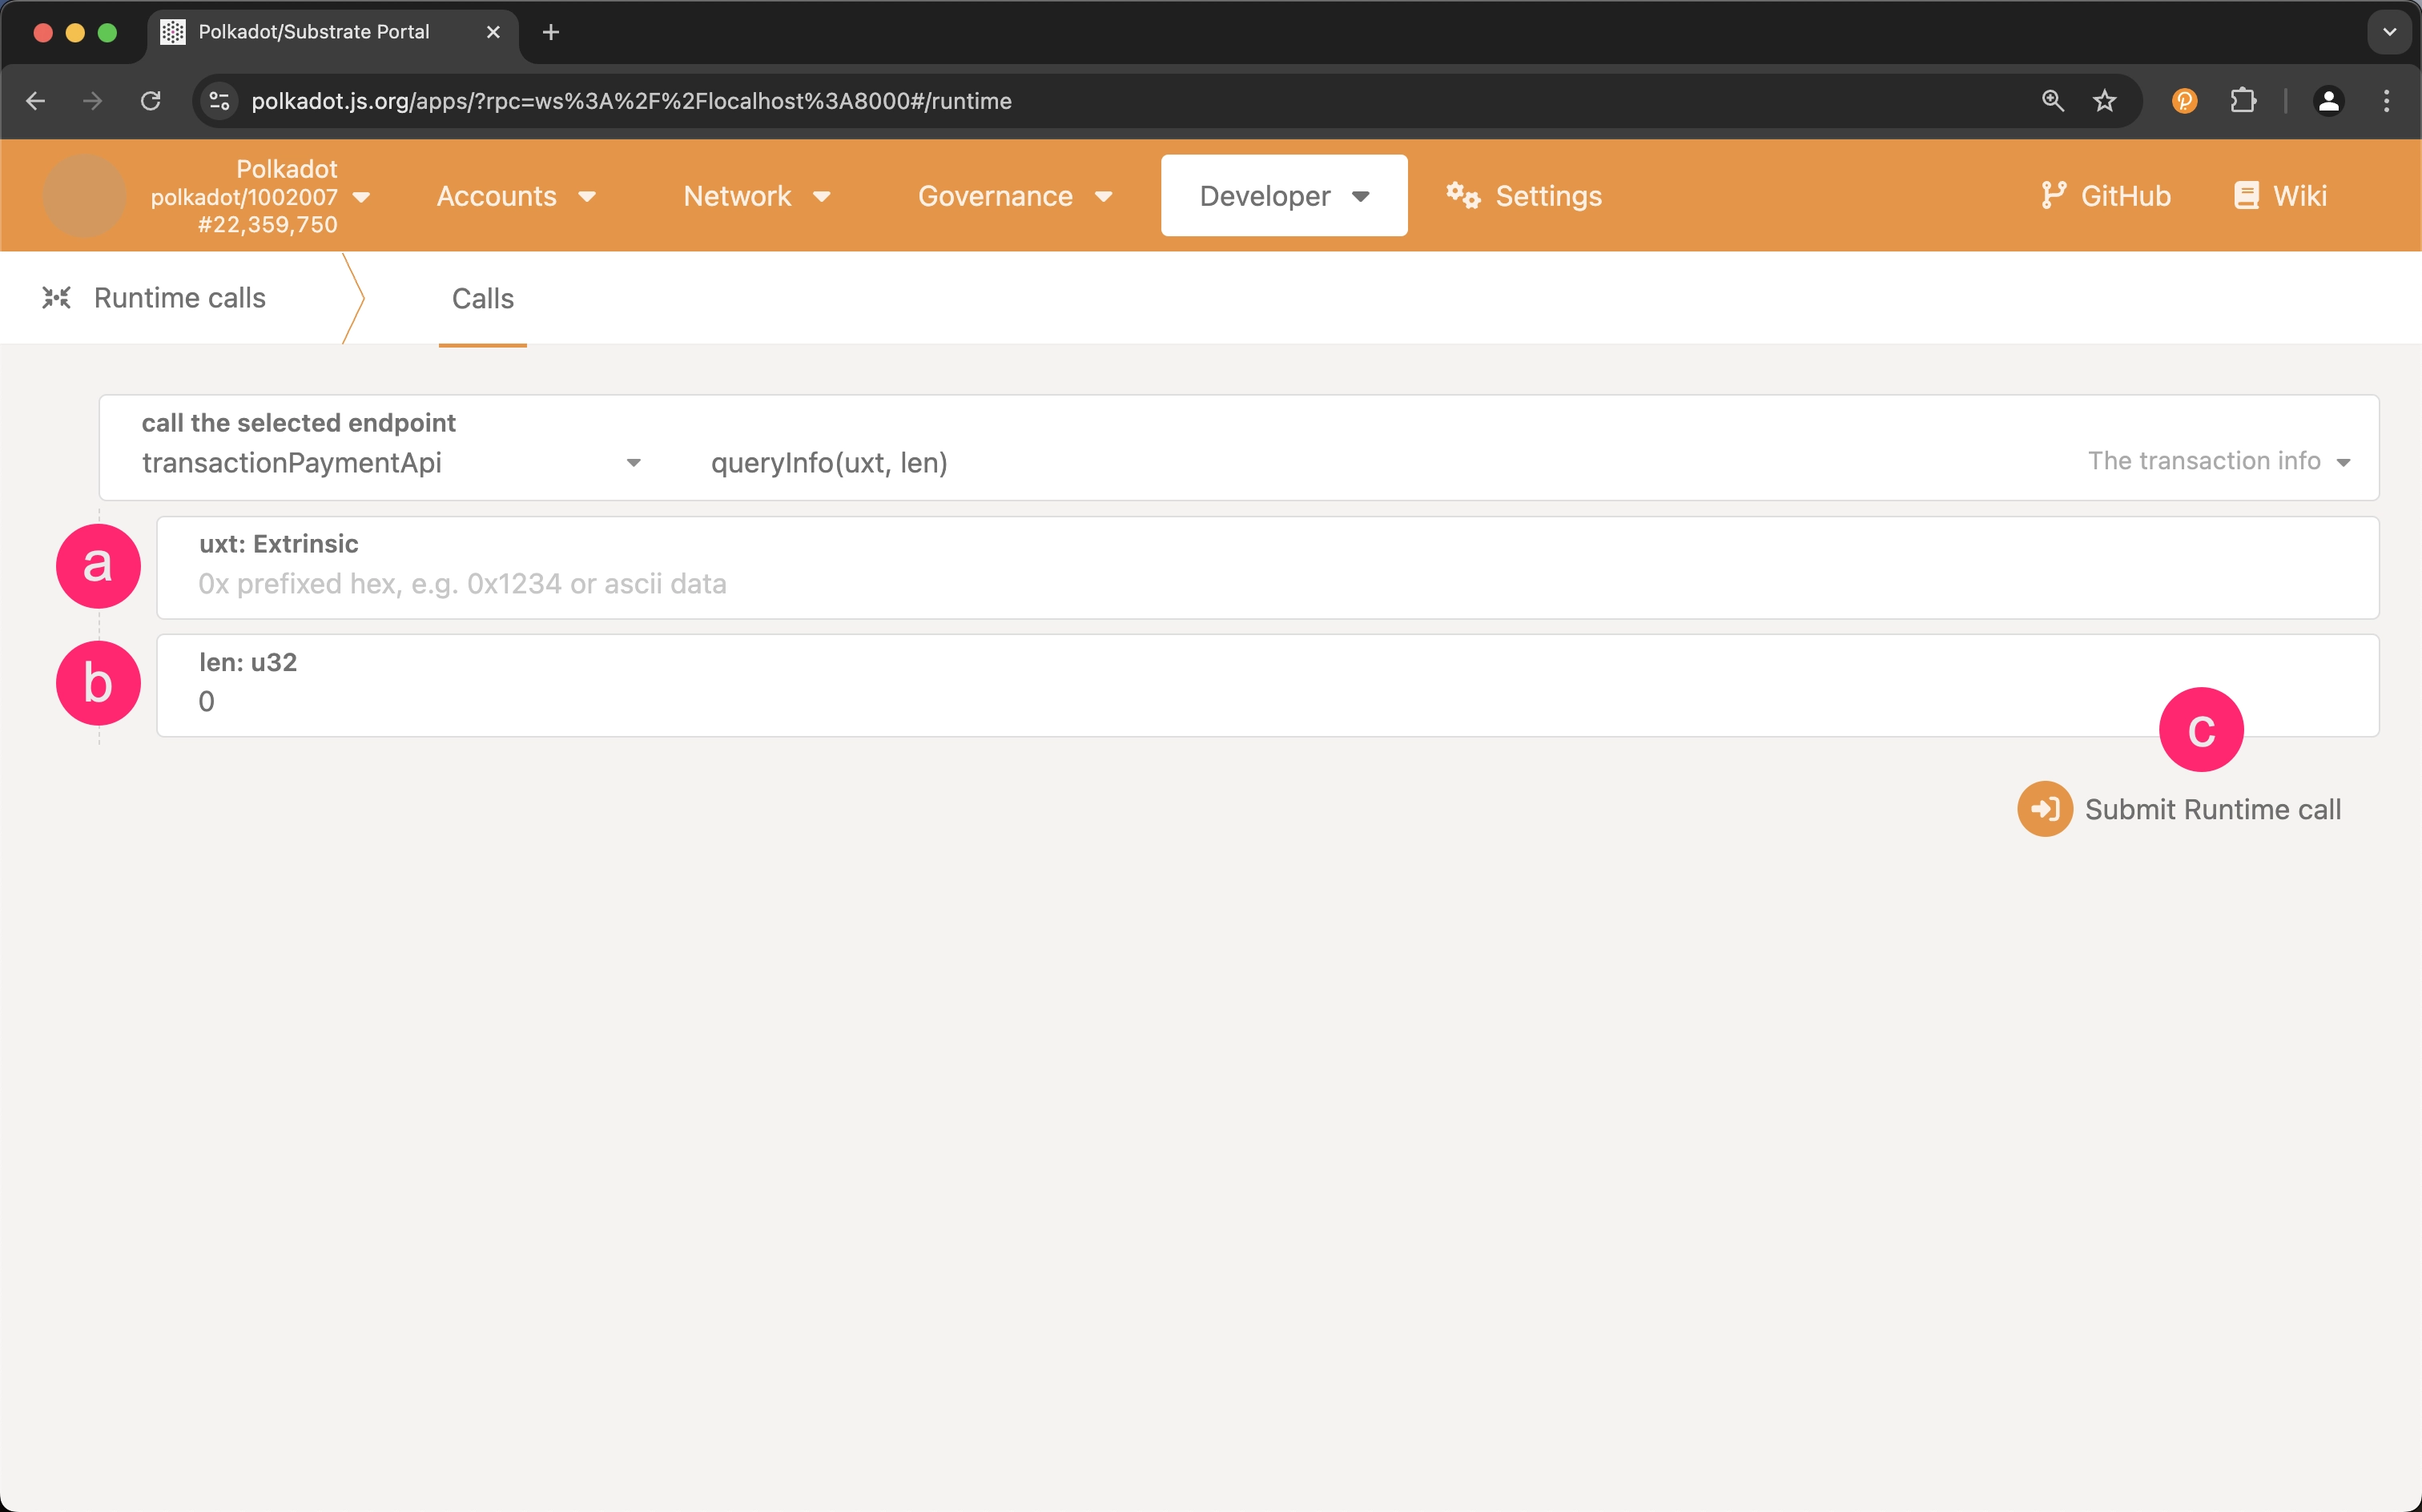 Polkadot/Substrate Portal
polkadot.js.org/apps/?rpc=ws%3A%2F%2Flocalhost%3A8000#/runtime
Polkadot
polkadot/1002007
#22,359,750
Accounts
Network
Governance
Developer
Settings
GitHub
Wiki
Runtime calls
Calls
call the selected endpoint
transactionPaymentApi
queryInfo(uxt, len)
The transaction info
a
uxt: Extrinsic
0x prefixed hex, e.g. 0x1234 or ascii data
b
len: u32
0
c
Submit Runtime call